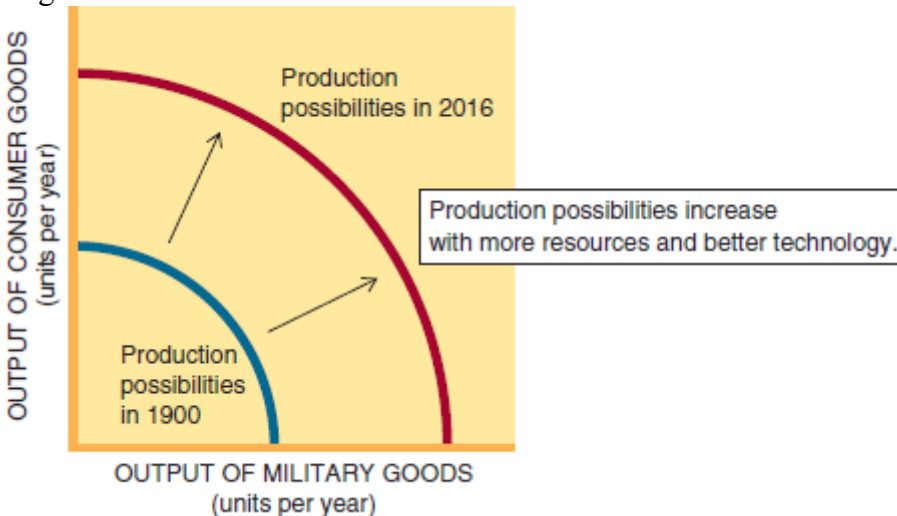 OUTPUT OF CONSUMER GOODS
(units per year)
Production
possibilities in 2016
Production possibilities increase
with more resources and better technology.
Production
possibilities
in 1900
OUTPUT OF MILITARY GOODS
(units per year)